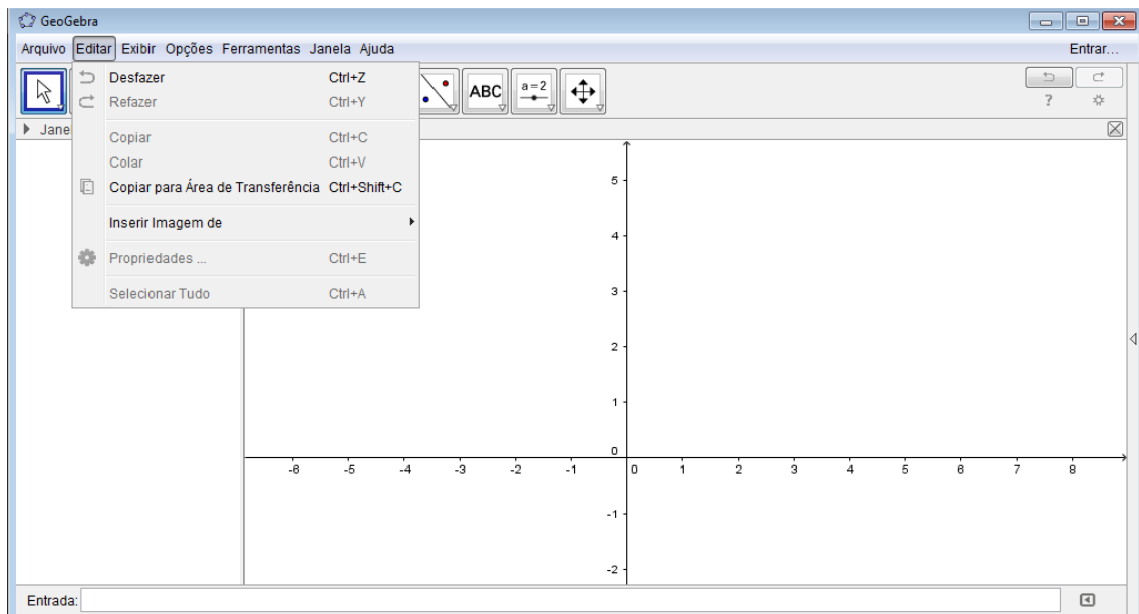 GeoGebra
Arquivo Editar Exibir Opções Ferramentas Janela Ajuda Entrar...
Desfazer Ctrl+Z
Refazer Ctrl+Y
Copiar Ctrl+C
Colar Ctrl+V
Copiar para Área de Transferência Ctrl+Shift+C
Inserir Imagem de
Propriedades ... Ctrl+E
Selecionar Tudo Ctrl+A
ABC a=2
?
Jane
5
4
3
2
1
0
-6 -5 -4 -3 -2 -1 0 1 2 3 4 5 6 7 8
-1
-2
Entrada: